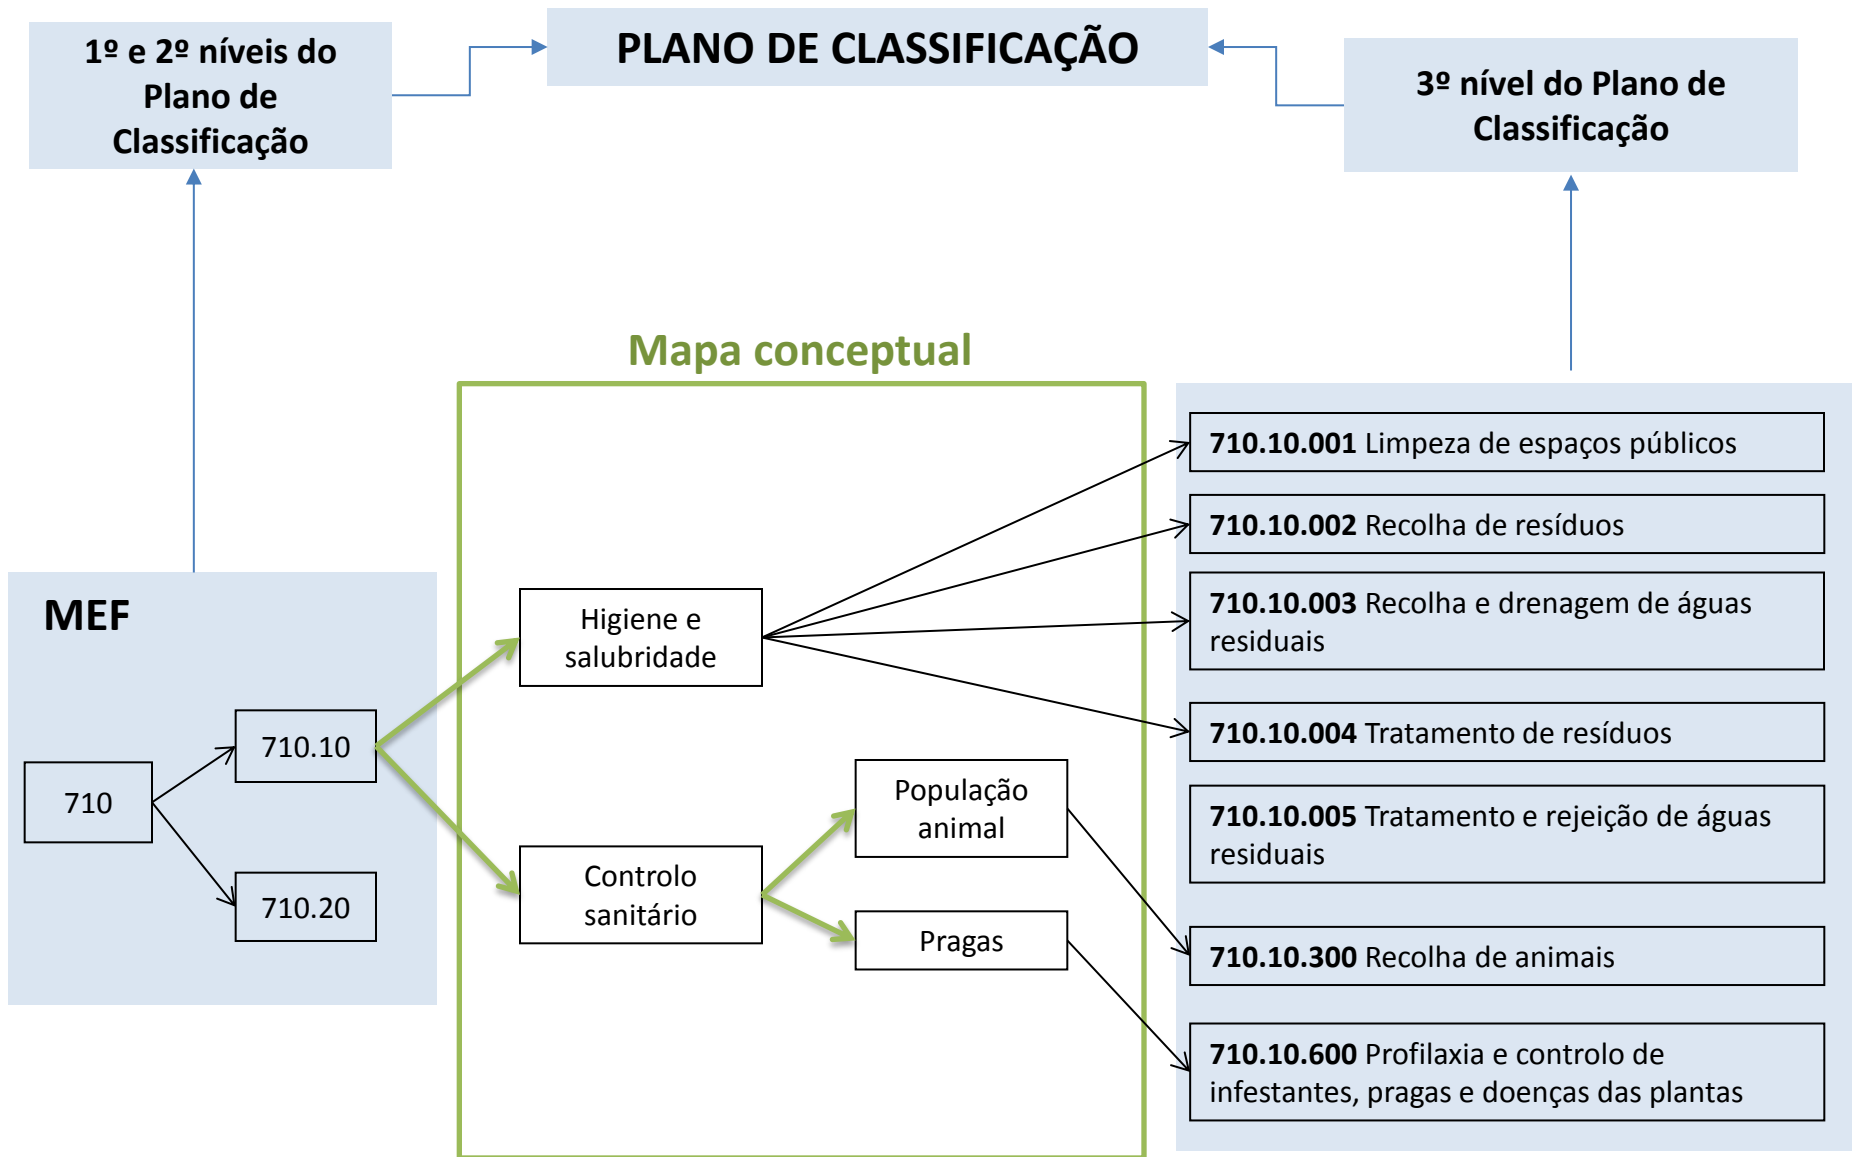 1º e 2º níveis do
Plano de
Classificação
PLANO DE CLASSIFICAÇÃO
3º nível do Plano de
Classificação
Mapa conceptual
MEF
710
710.10
710.20
Higiene e
salubridade
Controlo
sanitário
População
animal
Pragas
710.10.001 Limpeza de espaços públicos
710.10.002 Recolha de resíduos
710.10.003 Recolha e drenagem de águas
residuais
710.10.004 Tratamento de resíduos
710.10.005 Tratamento e rejeição de águas
residuais
710.10.300 Recolha de animais
710.10.600 Profilaxia e controlo de
infestantes, pragas e doenças das plantas